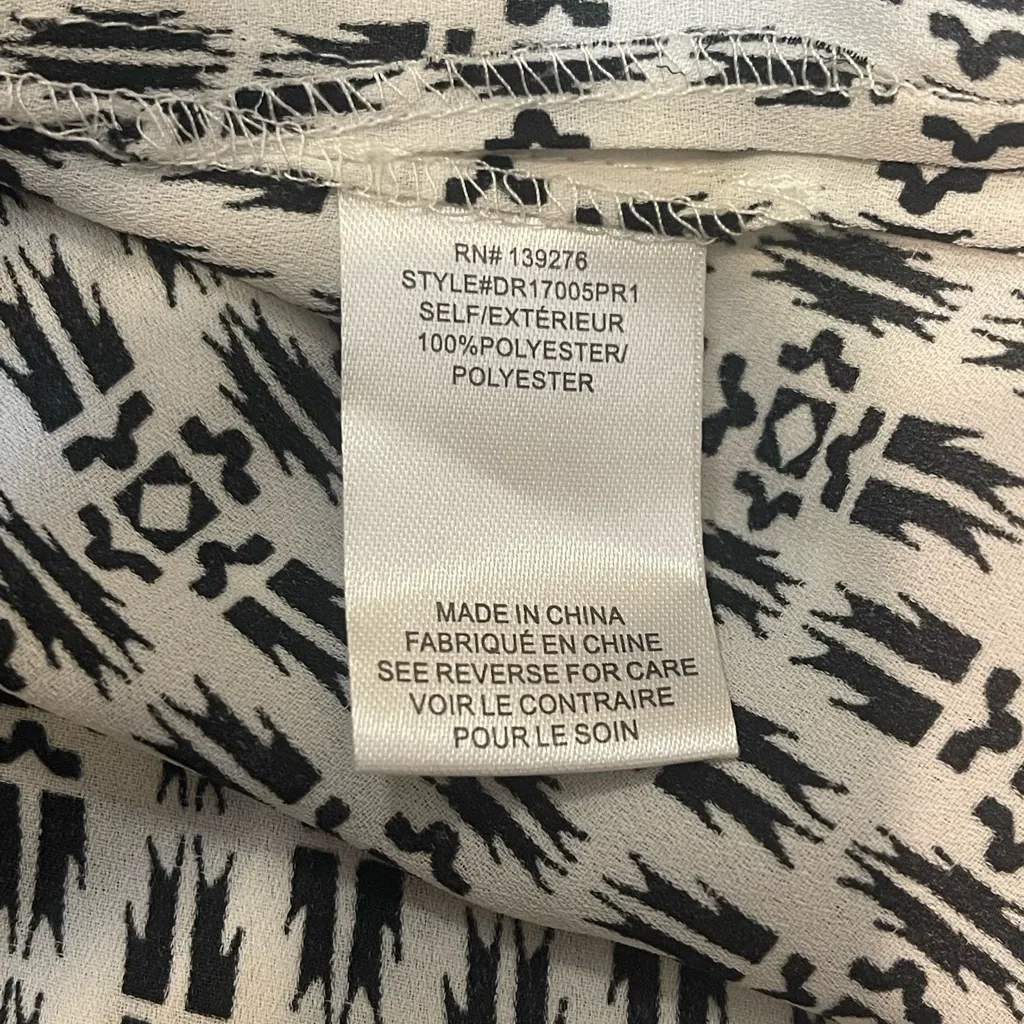 RN# 139276
STYLE#DR17005PR1
SELF/EXTÉRIEUR
100%POLYESTER/
POLYESTER
MADE IN CHINA
FABRIQUÉ EN CHINE
SEE REVERSE FOR CARE
VOIR LE CONTRAIRE
POUR LE SOIN